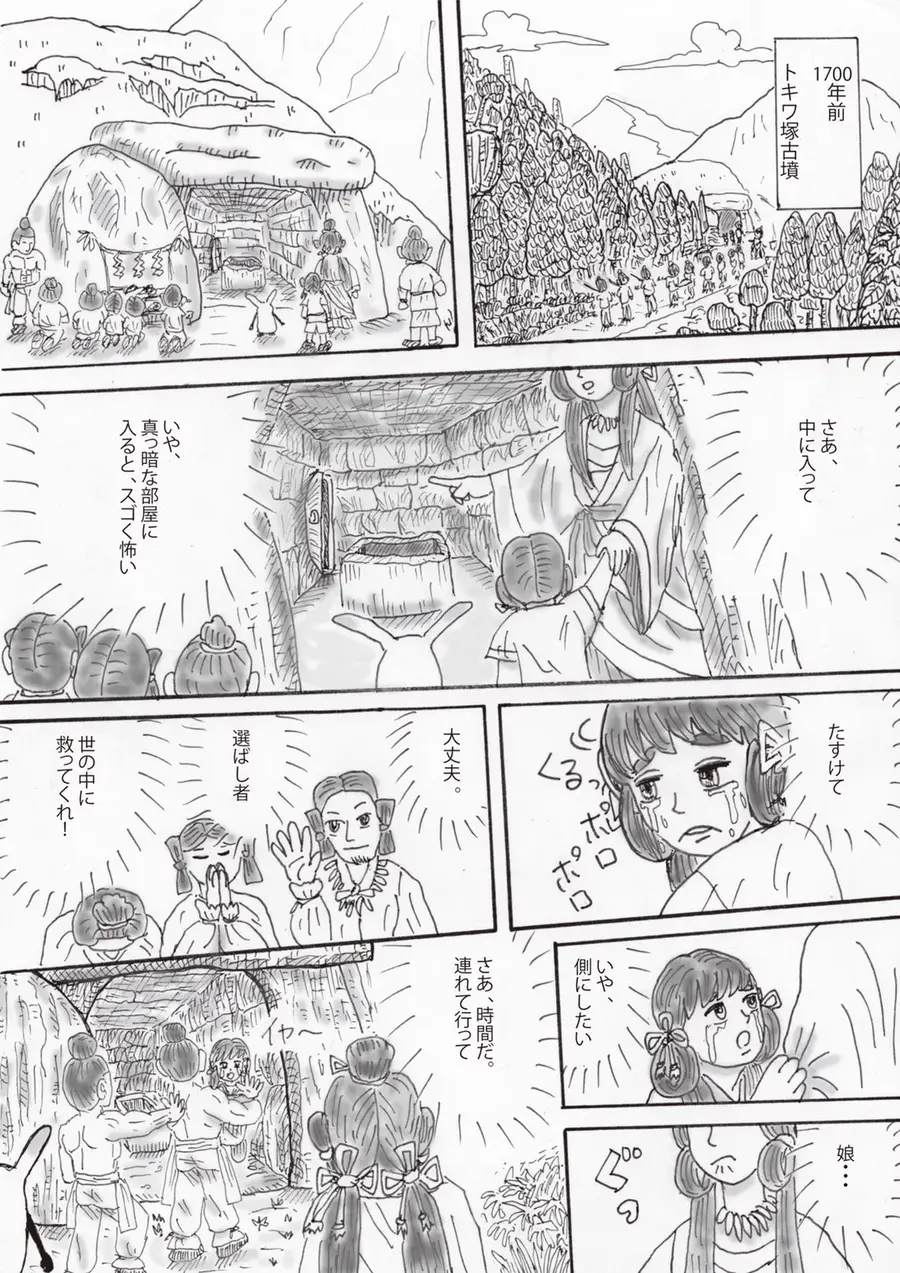 1700年前
トキワ塚古墳
さあ、
中に入って
いや、
真っ暗な部屋に
入ると、スゴく怖い
たすけて
くるっ
ポロ
ポロ
大丈夫。
選ばし者
世の中に
救ってくれ!
いや、
側にしたい
娘・・・
ぐっ
さあ、時間だ。
連れて行って
イヤ〜